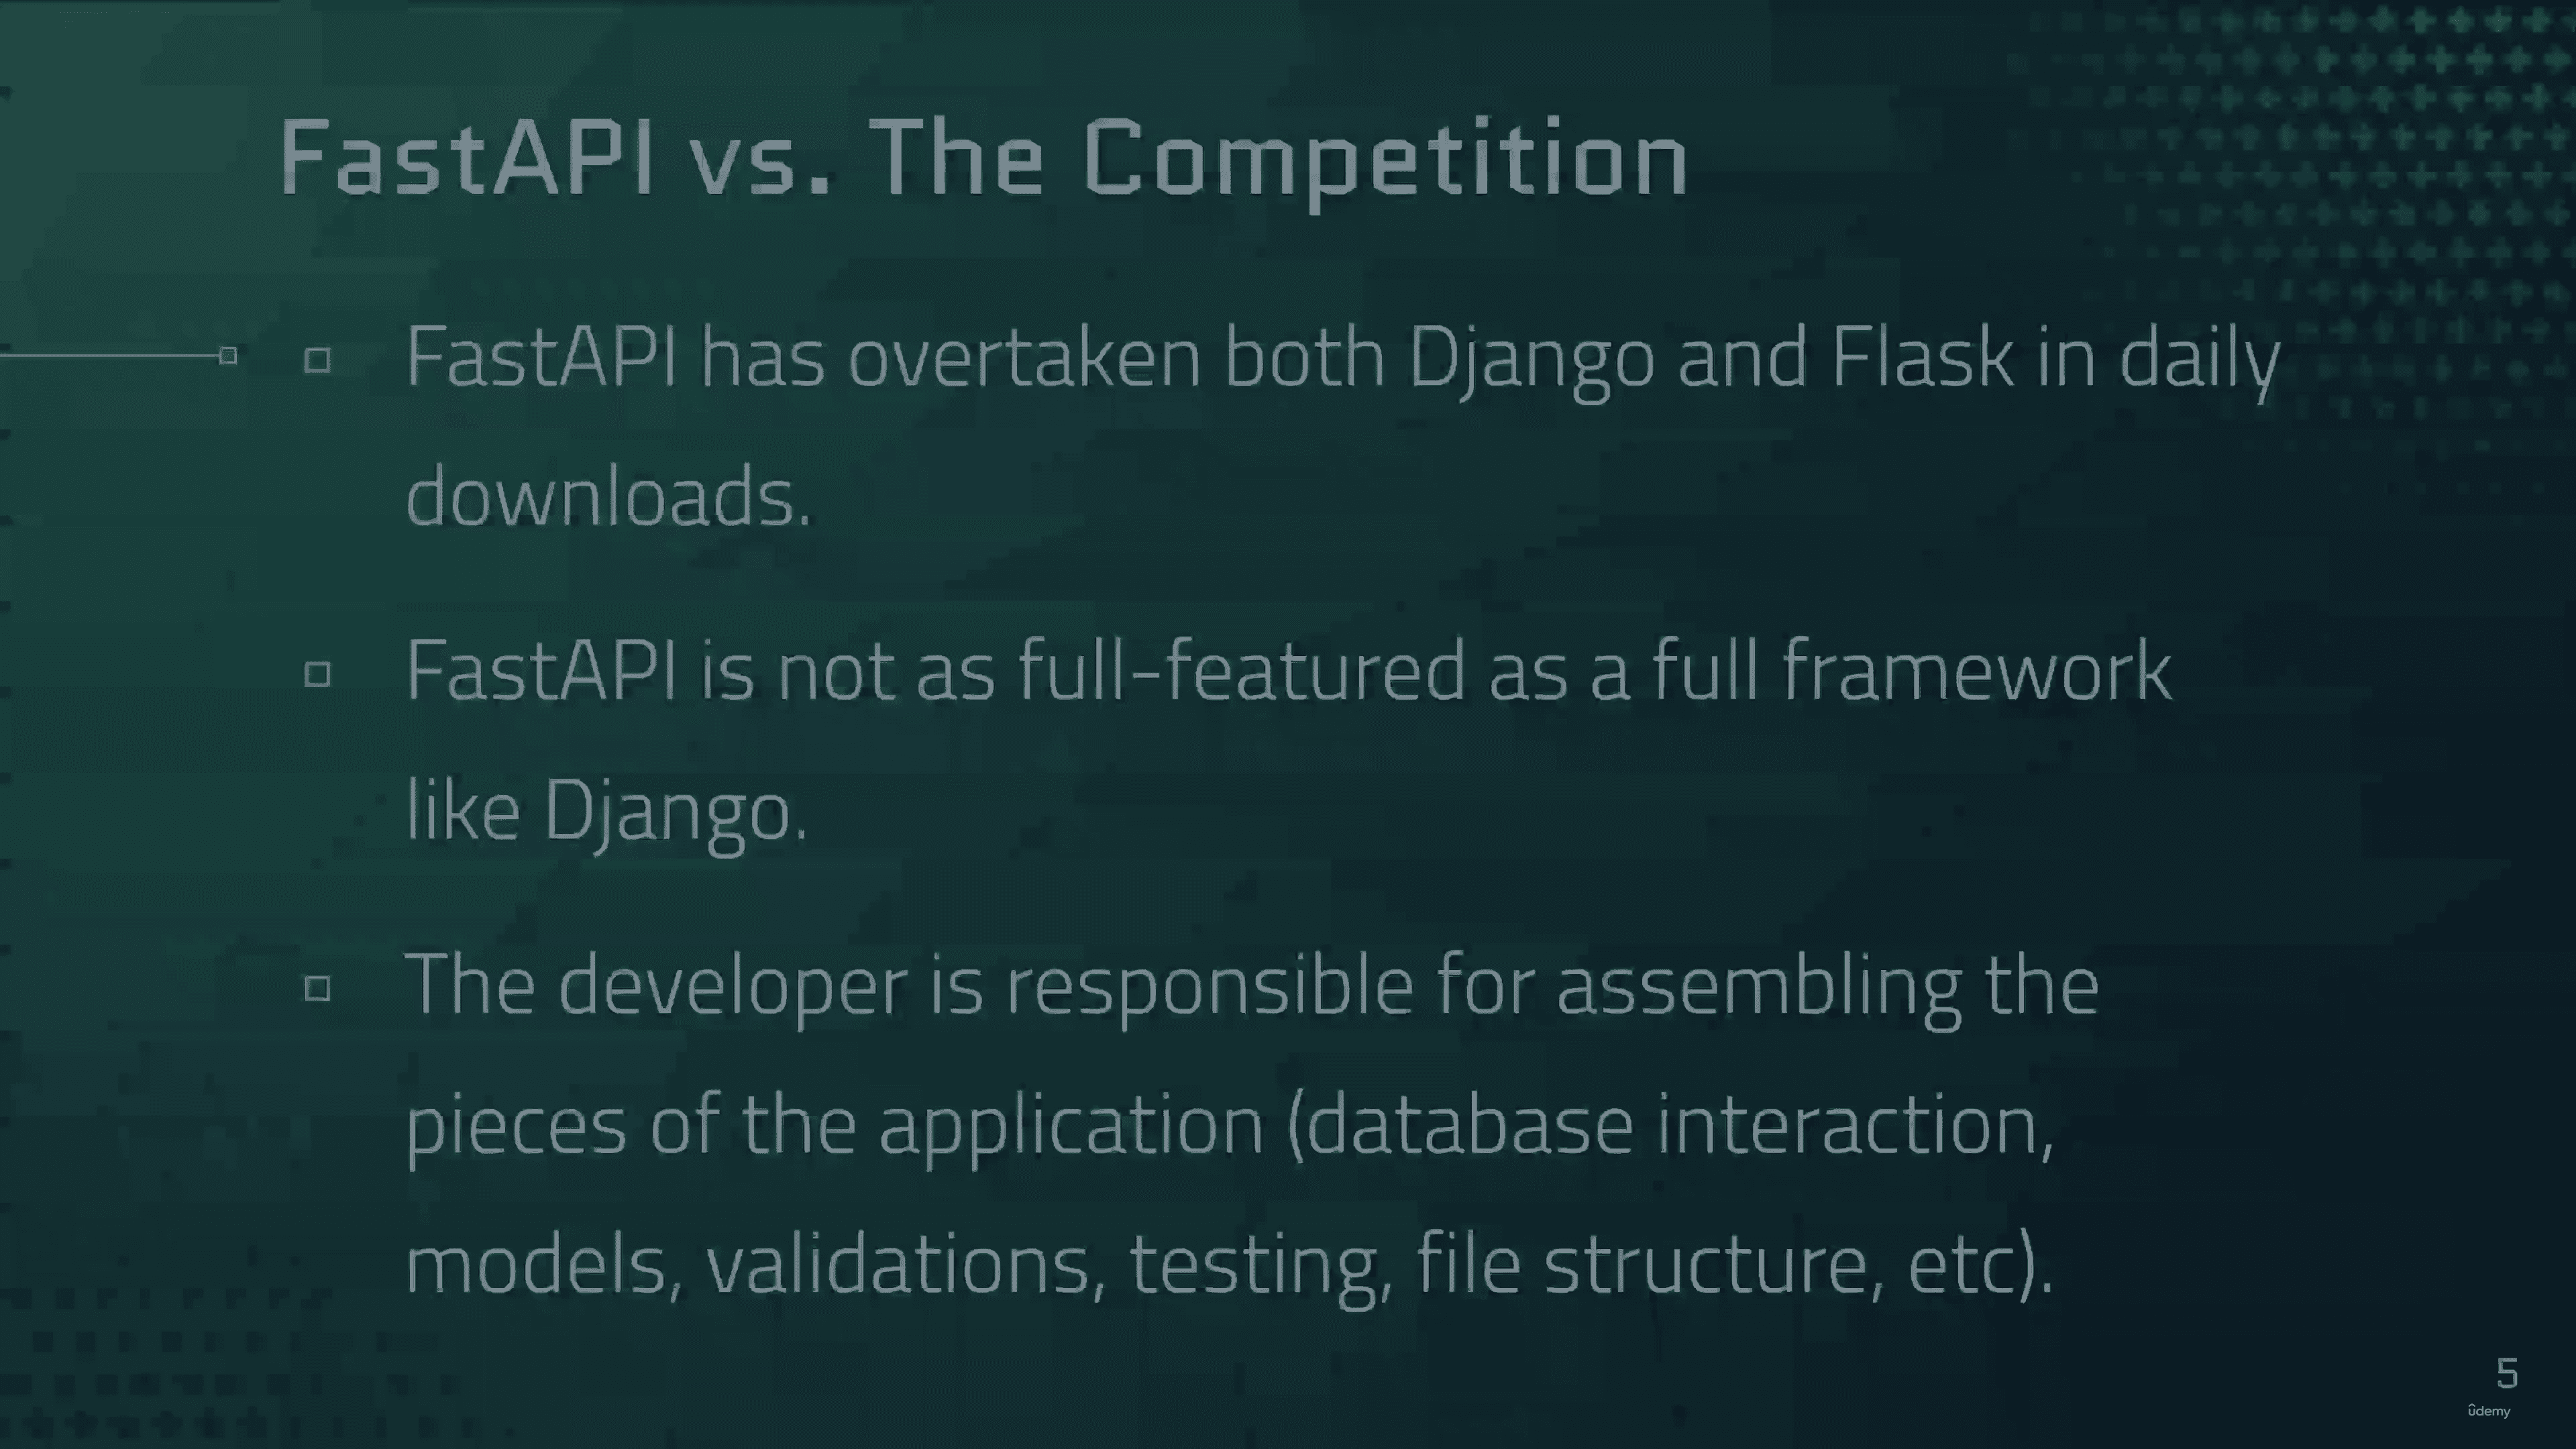 FastAPI vs. The Competition
FastAPI has overtaken both Django and Flask in daily
downloads.
FastAPI is not as full-featured as a full framework
like Django.
The developer is responsible for assembling the
pieces of the application (database interaction,
models, validations, testing, file structure, etc).
5
ûdemy